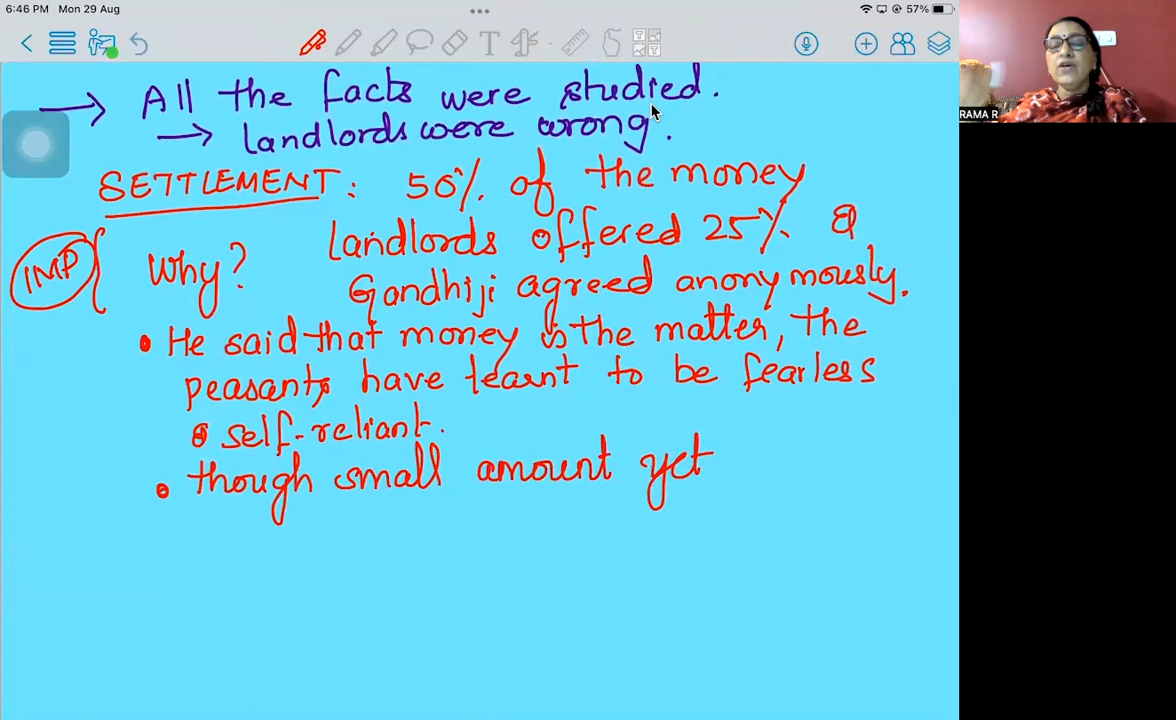 6:46 PM Mon 29 Aug
57%
→ All the facts were studied.
→ landlords were wrong.
SETTLEMENT: 50% of the money
IMP Why? landlords offered 25% &
Gandhiji agreed anonymously.
• He said that money is the matter, the
peasants have learnt to be fearless
& self-reliant.
• though small amount yet
RAMA R